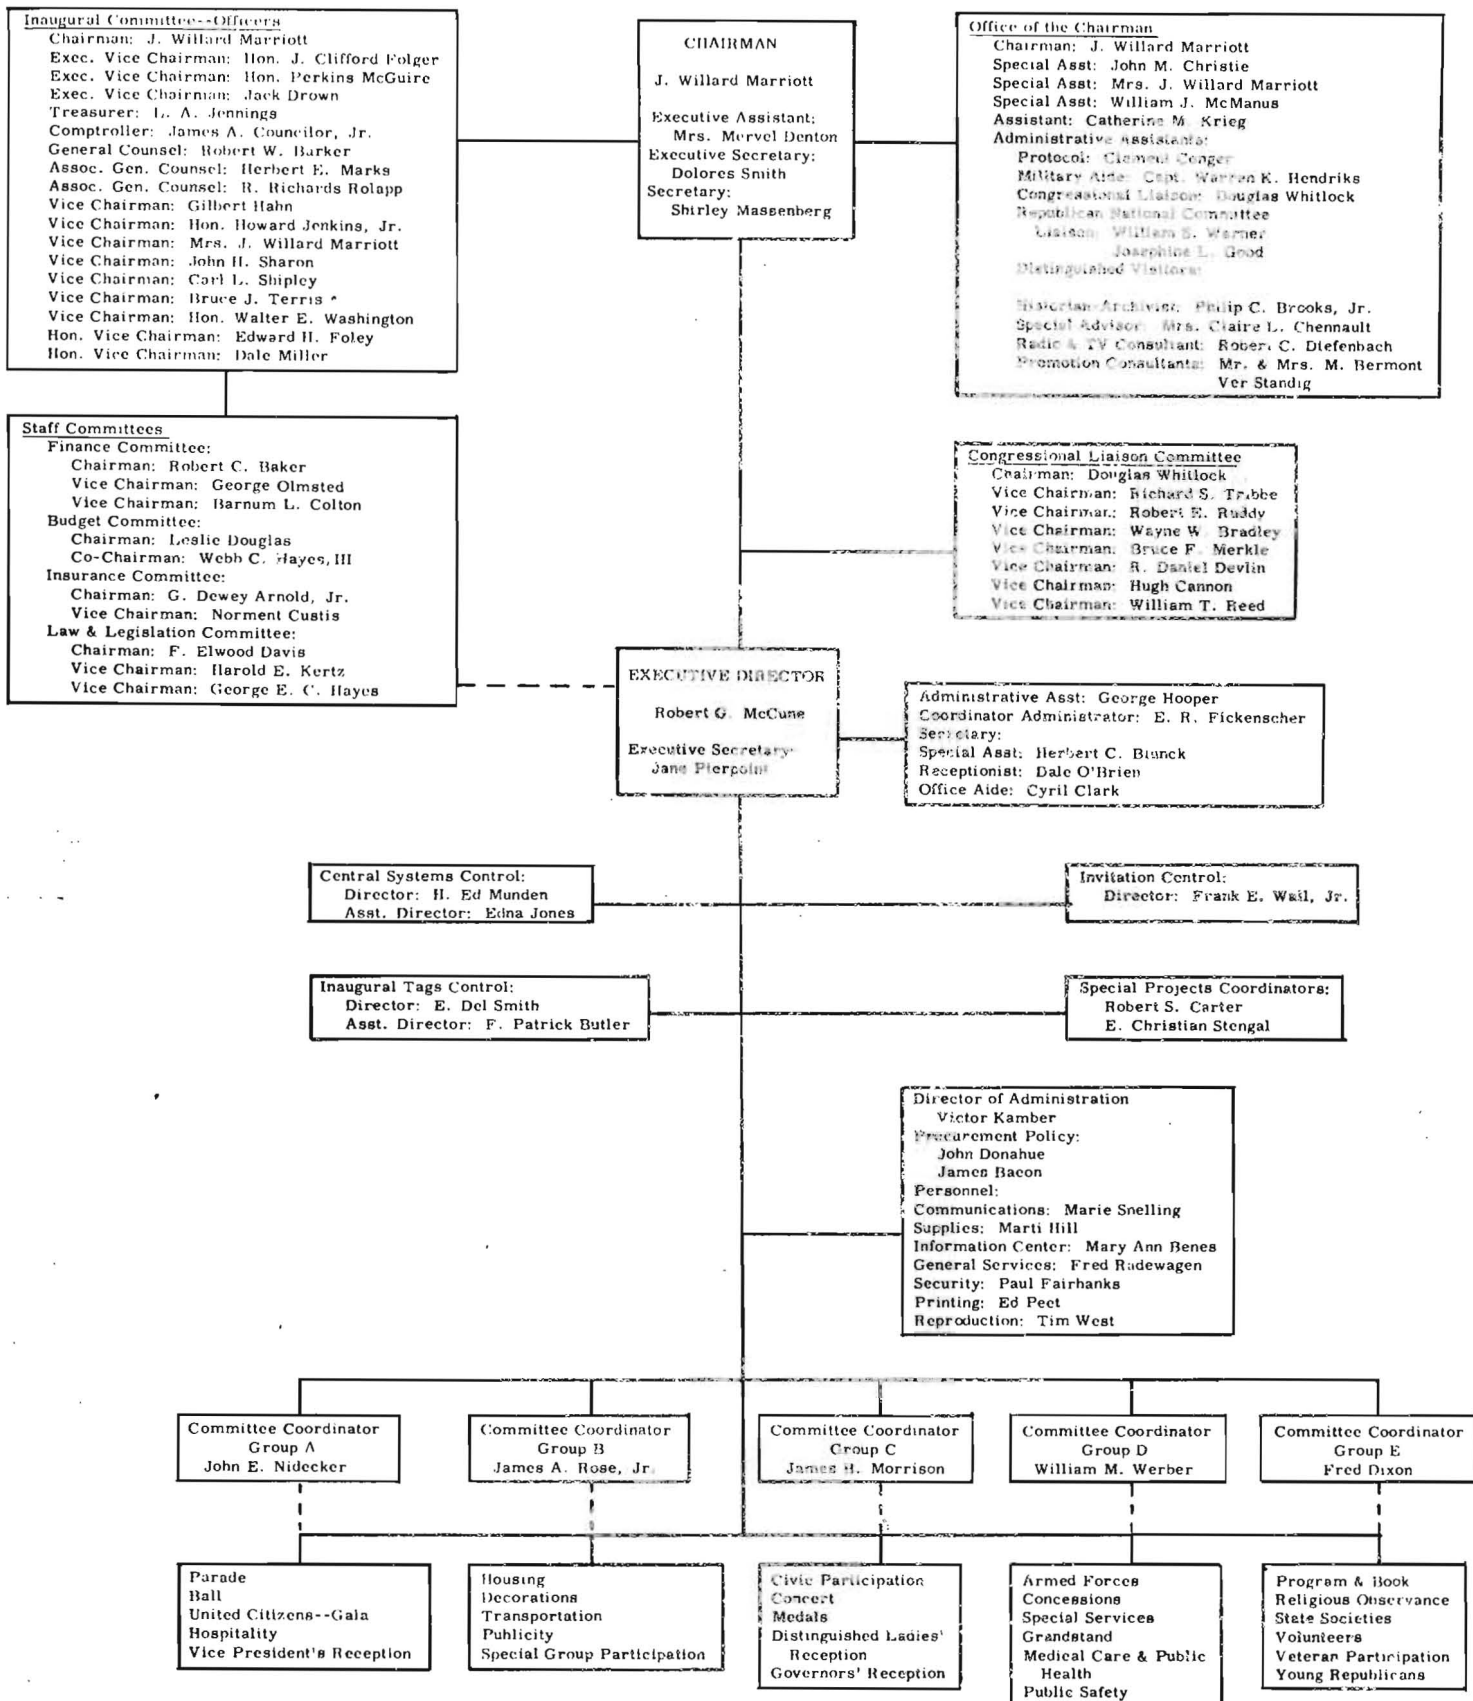 Inaugural Committee--Officers
Chairman: J. Willard Marriott
Exec. Vice Chairman: Hon. J. Clifford Folger
Exec. Vice Chairman: Hon. Perkins McGuire
Exec. Vice Chairman: Jack Drown
Treasurer: L. A. Jennings
Comptroller: James A. Councilor, Jr.
General Counsel: Robert W. Barker
Assoc. Gen. Counsel: Herbert E. Marks
Assoc. Gen. Counsel: R. Richards Rolapp
Vice Chairman: Gilbert Hahn
Vice Chairman: Hon. Howard Jenkins, Jr.
Vice Chairman: Mrs. J. Willard Marriott
Vice Chairman: John H. Sharon
Vice Chairman: Carl L. Shipley
Vice Chairman: Bruce J. Terris
Vice Chairman: Hon. Walter E. Washington
Hon. Vice Chairman: Edward H. Foley
Hon. Vice Chairman: Dale Miller
CHAIRMAN
J. Willard Marriott
Executive Assistant:
Mrs. Mervel Denton
Executive Secretary:
Dolores Smith
Secretary:
Shirley Massenberg
Office of the Chairman
Chairman: J. Willard Marriott
Special Asst: John M. Christie
Special Asst: Mrs. J. Willard Marriott
Special Asst: William J. McManus
Assistant: Catherine M. Krieg
Administrative Assistants:
Protocol: Clement Conger
Military Aide: Capt. Warren K. Hendriks
Congressional Liaison: Douglas Whitlock
Republican National Committee
Liaison: William S. Warner
Josephine L. Good
Distinguished Visitors:
Historian-Archivist: Philip C. Brooks, Jr.
Special Advisor: Mrs. Claire L. Chennault
Radio & TV Consultant: Robert C. Diefenbach
Promotion Consultants: Mr. & Mrs. M. Bermont
Ver Standig
Staff Committees
Finance Committee:
Chairman: Robert C. Baker
Vice Chairman: George Olmsted
Vice Chairman: Barnum L. Colton
Budget Committee:
Chairman: Leslie Douglas
Co-Chairman: Webb C. Hayes, III
Insurance Committee:
Chairman: G. Dewey Arnold, Jr.
Vice Chairman: Norment Custis
Law & Legislation Committee:
Chairman: F. Elwood Davis
Vice Chairman: Harold E. Kertz
Vice Chairman: George E. C. Hayes
Congressional Liaison Committee
Chairman: Douglas Whitlock
Vice Chairman: Richard S. Tribbe
Vice Chairman: Robert E. Ruddy
Vice Chairman: Wayne W. Bradley
Vice Chairman: Bruce F. Merkle
Vice Chairman: R. Daniel Devlin
Vice Chairman: Hugh Cannon
Vice Chairman: William T. Reed
EXECUTIVE DIRECTOR
Robert G. McCune
Executive Secretary:
Jane Pierpoint
Administrative Asst: George Hooper
Coordinator Administrator: E. R. Fickenscher
Secretary:
Special Asst: Herbert C.
Receptionist: Dale O'Brien
Office Aide: Cyril Clark
Central Systems Control:
Director: H. Ed Munden
Asst. Director: Edna Jones
Invitation Control:
Director: Frank E. Wall, Jr.
Inaugural Tags Control:
Director: E. Del Smith
Asst. Director: F. Patrick Butler
Special Projects Coordinators:
Robert S. Carter
E. Christian Stengal
Director of Administration
Victor Kamber
Procurement Policy:
John Donahue
James Bacon
Personnel:
Communications: Marie Snelling
Supplies: Marti Hill
Information Center: Mary Ann Benes
General Services: Fred Radewagen
Security: Paul Fairbanks
Printing: Ed Peet
Reproduction: Tim West
Committee Coordinator
Group A
John E. Nidecker
Committee Coordinator
Group B
James A. Rose, Jr.
Committee Coordinator
Group C
James H. Morrison
Committee Coordinator
Group D
William M. Werber
Committee Coordinator
Group E
Fred Dixon
Parade
Ball
United Citizens--Gala
Hospitality
Vice President's Reception
Housing
Decorations
Transportation
Publicity
Special Group Participation
Civic Participation
Concert
Medals
Distinguished Ladies'
Reception
Governors' Reception
Armed Forces
Concessions
Special Services
Grandstand
Medical Care & Public
Health
Public Safety
Program & Book
Religious Observance
State Societies
Volunteers
Veteran Participation
Young Republicans